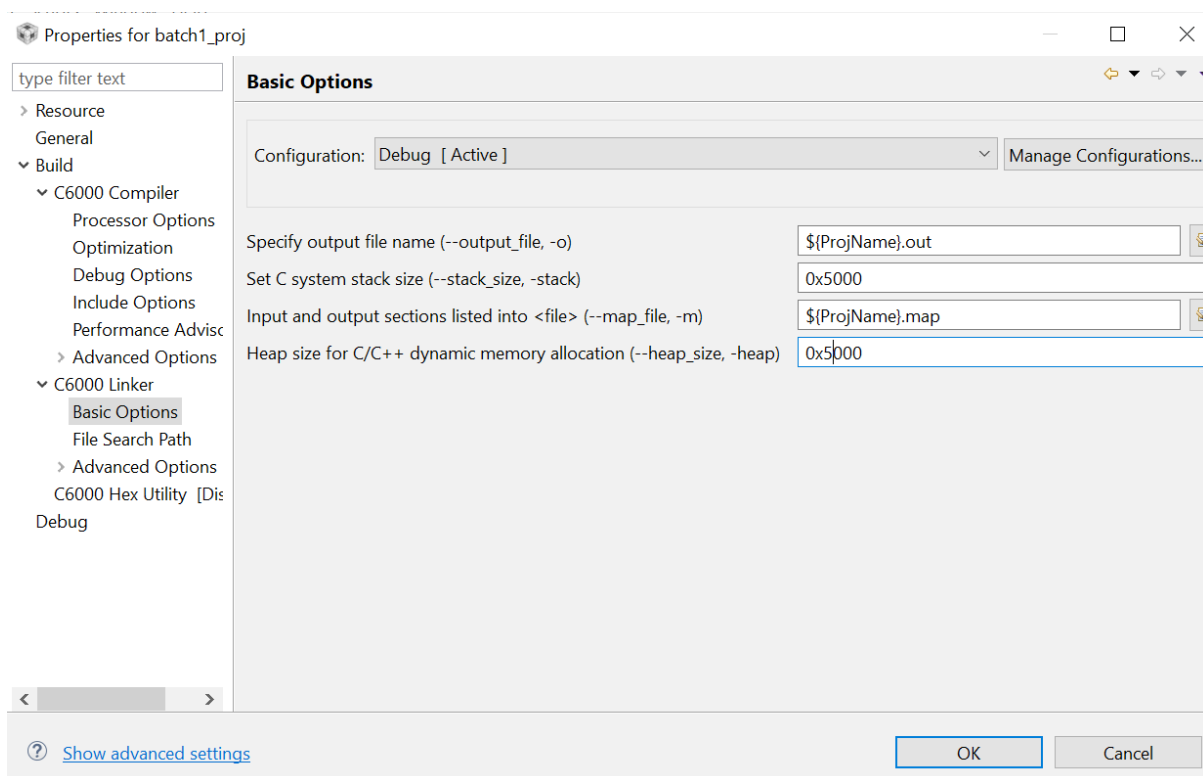 Properties for batch1_proj
type filter text
Resource
General
Build
C6000 Compiler
Processor Options
Optimization
Debug Options
Include Options
Performance Advisc
Advanced Options
C6000 Linker
Basic Options
File Search Path
Advanced Options
C6000 Hex Utility [Dis
Debug
Basic Options
Configuration: Debug [ Active ] Manage Configurations...
Specify output file name (--output_file, -o) ${ProjName}.out
Set C system stack size (--stack_size, -stack) 0x5000
Input and output sections listed into <file> (--map_file, -m) ${ProjName}.map
Heap size for C/C++ dynamic memory allocation (--heap_size, -heap) 0x5000
? Show advanced settings
OK Cancel